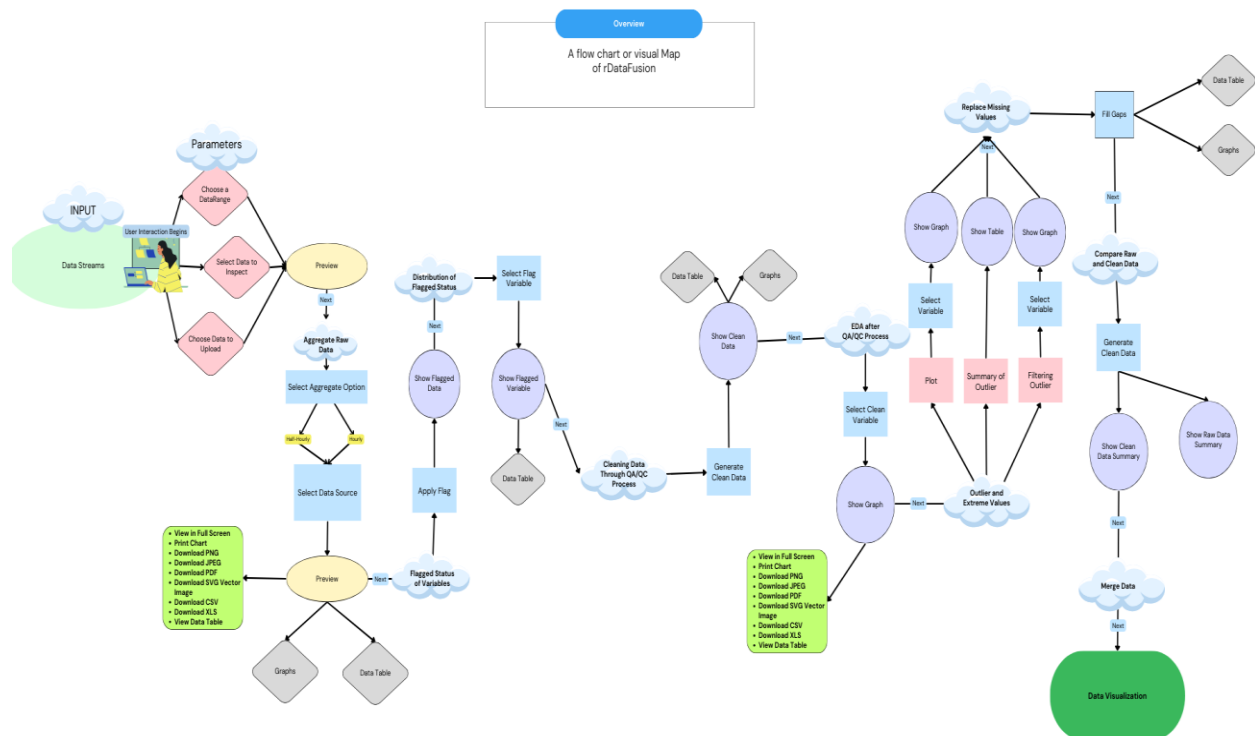 Overview
A flow chart or visual Map
of rDataFusion
Parameters
Choose a
DataRange
INPUT
User Interaction Begins
Data Streams
Select Data to
Inspect
Choose Data to
Upload
Preview
Next
Aggregate Raw
Data
Select Aggregate Option
Half-Hourly
Hourly
Select Data Source
Preview
Next
• View in Full Screen
• Print Chart
• Download PNG
• Download JPEG
• Download PDF
• Download SVG Vector
Image
• Download CSV
• Download XLS
• View Data Table
Graphs
Data Table
Flagged Status
of Variables
Apply Flag
Show Flagged
Data
Next
Distribution of
Flagged Status
Select Flag
Variable
Show Flagged
Variable
Next
Data Table
Cleaning Data
Through QA/QC
Process
Generate
Clean Data
Show Clean
Data
Data Table
Graphs
Next
EDA after
QA/QC Process
Select Clean
Variable
Show Graph
Next
• View in Full Screen
• Print Chart
• Download PNG
• Download JPEG
• Download PDF
• Download SVG Vector
Image
• Download CSV
• Download XLS
• View Data Table
Outlier and
Extreme Values
Plot
Summary of
Outlier
Filtering
Outlier
Select
Variable
Select
Variable
Show Graph
Show Table
Show Graph
Next
Replace Missing
Values
Fill Gaps
Data Table
Graphs
Next
Compare Raw
and Clean Data
Generate
Clean Data
Show Clean
Data Summary
Show Raw Data
Summary
Next
Merge Data
Next
Data Visualization